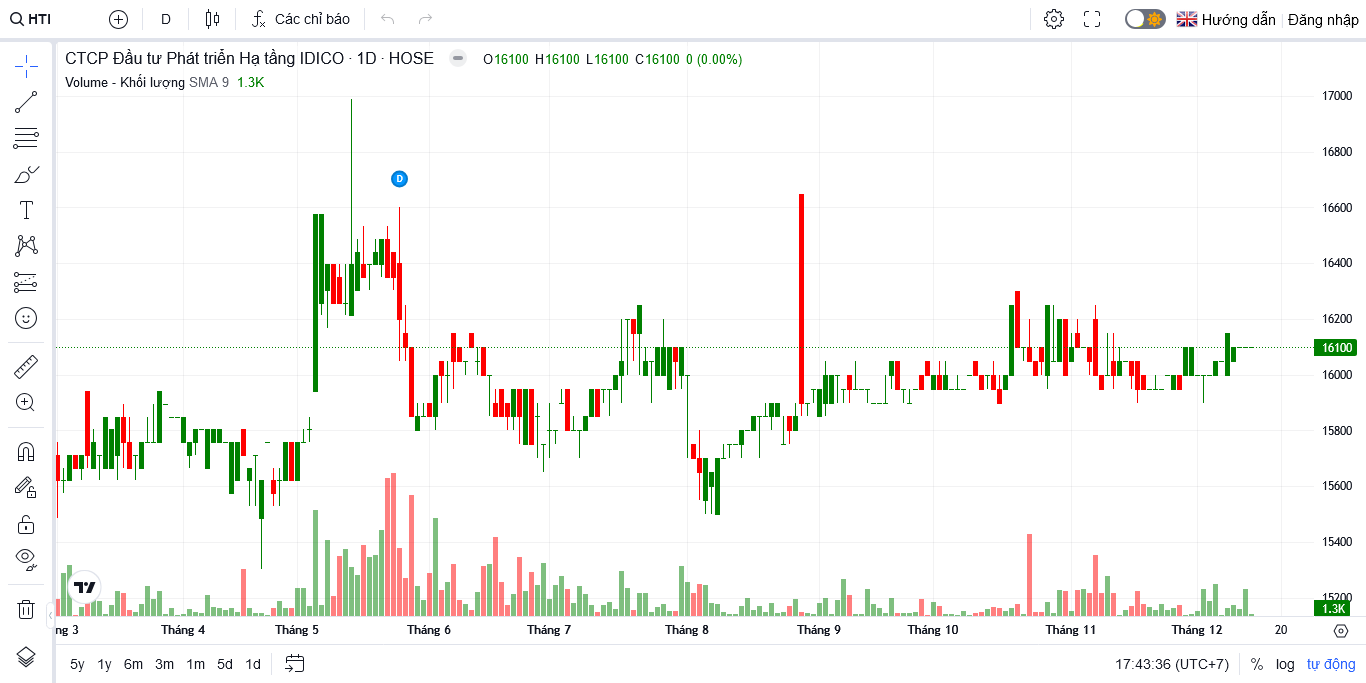 HTI D Các chỉ báo Hướng dẫn Đăng nhập
CTCP Đầu tư Phát triển Hạ tầng IDICO · 1D · HOSE O16100 H16100 L16100 C16100 0 (0.00%)
Volume - Khối lượng SMA 9 1.3K
17000
16800
D
16600
16400
16200
16100
16000
15800
15600
15400
15200
1.3K
ng 3 Tháng 4 Tháng 5 Tháng 6 Tháng 7 Tháng 8 Tháng 9 Tháng 10 Tháng 11 Tháng 12 20
5y 1y 6m 3m 1m 5d 1d 17:43:36 (UTC+7) % log tự động